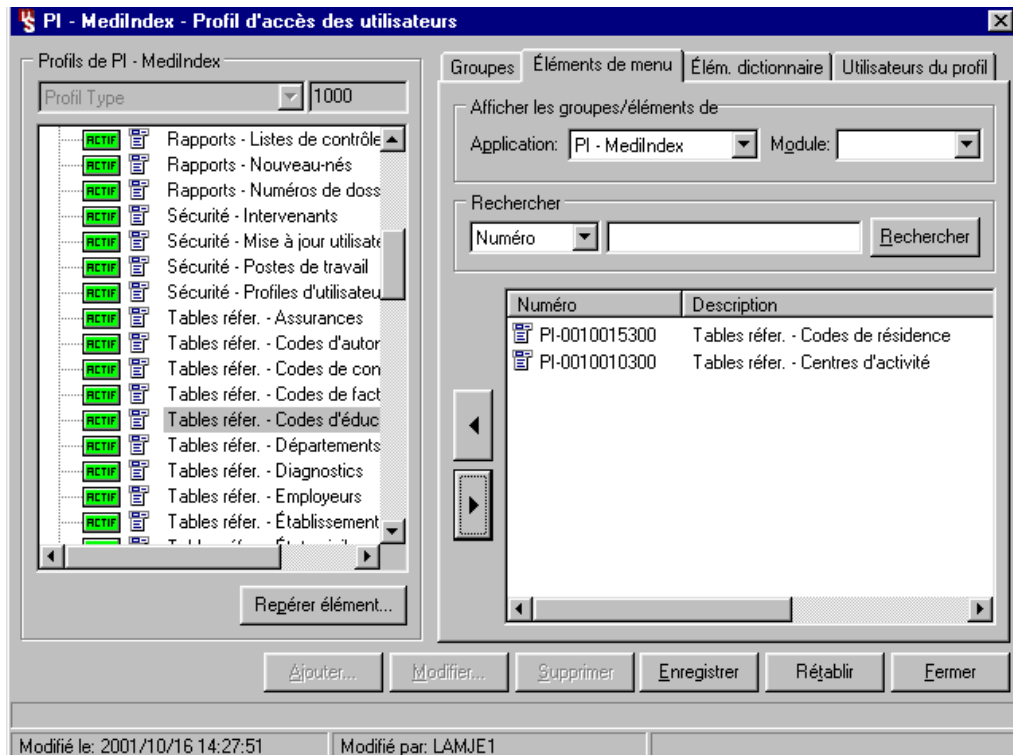 PI - MediIndex - Profil d'accès des utilisateurs
Profils de PI - MediIndex
Profil Type
1000
ACTIF Rapports - Listes de contrôle
ACTIF Rapports - Nouveau-nés
ACTIF Rapports - Numéros de doss
ACTIF Sécurité - Intervenants
ACTIF Sécurité - Mise à jour utilisate
ACTIF Sécurité - Postes de travail
ACTIF Sécurité - Profiles d'utilisateu
ACTIF Tables réfer. - Assurances
ACTIF Tables réfer. - Codes d'autor
ACTIF Tables réfer. - Codes de con
ACTIF Tables réfer. - Codes de fact
ACTIF Tables réfer. - Codes d'éduc
ACTIF Tables réfer. - Départements
ACTIF Tables réfer. - Diagnostics
ACTIF Tables réfer. - Employeurs
ACTIF Tables réfer. - Établissement
Repérer élément...
Groupes Éléments de menu Élém. dictionnaire Utilisateurs du profil
Afficher les groupes/éléments de
Application: PI - MediIndex Module:
Rechercher
Numéro Rechercher
Numéro Description
PI-0010015300 Tables réfer. - Codes de résidence
PI-0010010300 Tables réfer. - Centres d'activité
Ajouter... Modifier... Supprimer Enregistrer Rétablir Fermer
Modifié le: 2001/10/16 14:27:51 Modifié par: LAMJE1